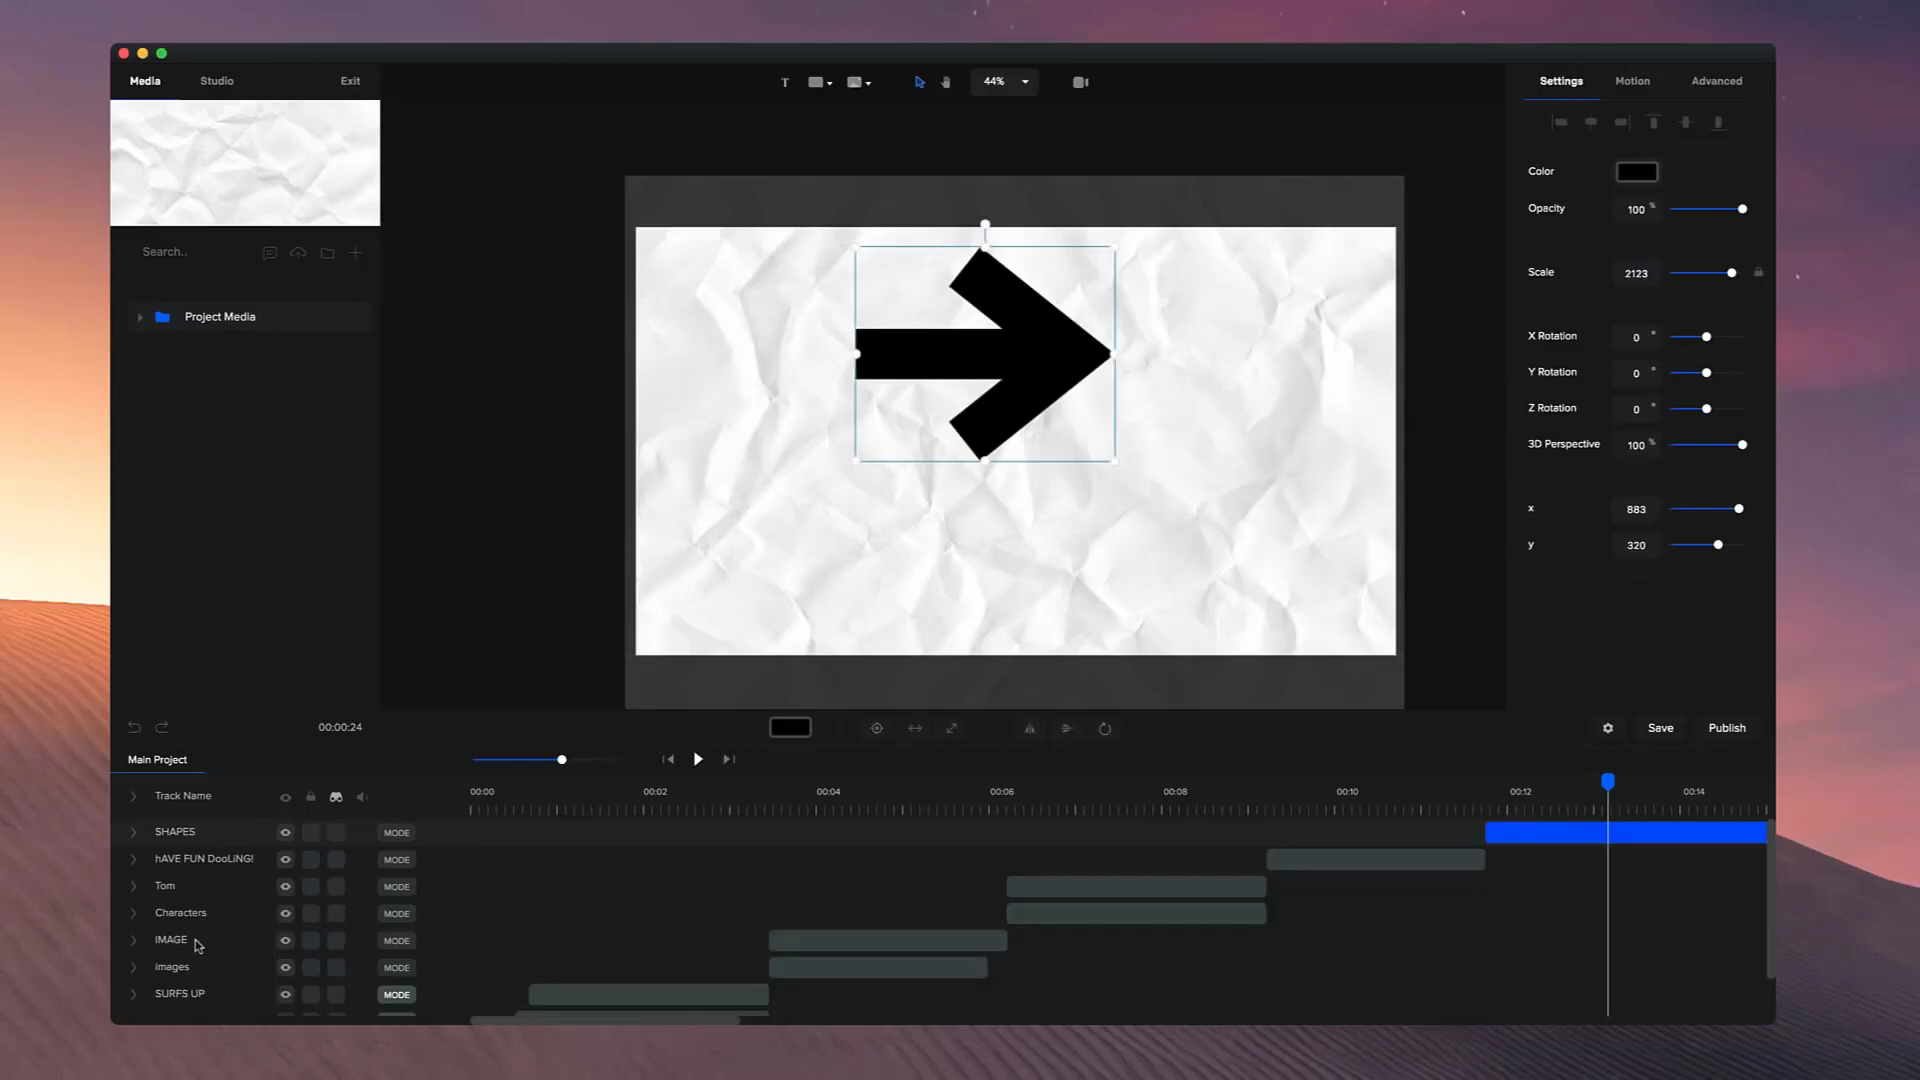 Media Studio Exit
T 44%
Settings Motion Advanced
Search..
Project Media
Color
Opacity 100 %
Scale 2123
X Rotation 0 °
Y Rotation 0 °
Z Rotation 0 °
3D Perspective 100 %
x 883
y 320
00:00:24
Save Publish
Main Project
Track Name
00:00 00:02 00:04 00:06 00:08 00:10 00:12 00:14
SHAPES MODE
hAVE FUN DooLiNG! MODE
Tom MODE
Characters MODE
IMAGE MODE
images MODE
SURFS UP MODE